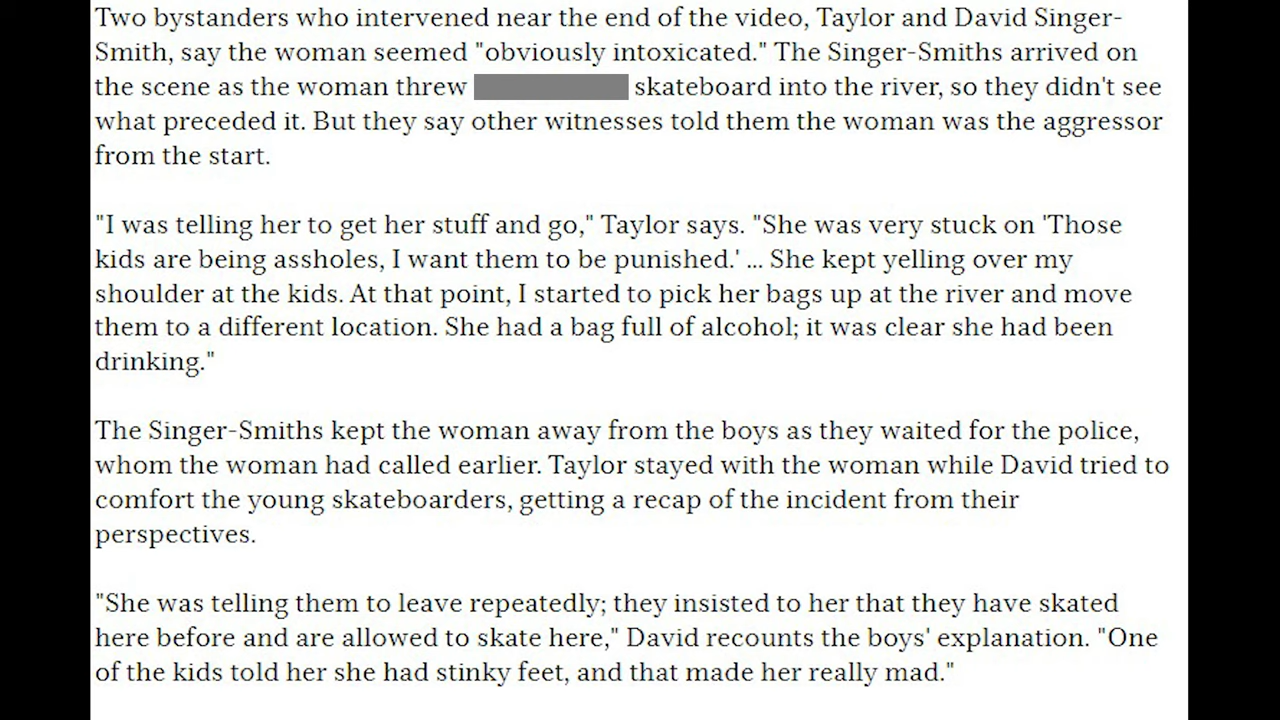 Two bystanders who intervened near the end of the video, Taylor and David Singer-
Smith, say the woman seemed "obviously intoxicated." The Singer-Smiths arrived on
the scene as the woman threw skateboard into the river, so they didn't see
what preceded it. But they say other witnesses told them the woman was the aggressor
from the start.
"I was telling her to get her stuff and go," Taylor says. "She was very stuck on 'Those
kids are being assholes, I want them to be punished.' ... She kept yelling over my
shoulder at the kids. At that point, I started to pick her bags up at the river and move
them to a different location. She had a bag full of alcohol; it was clear she had been
drinking."
The Singer-Smiths kept the woman away from the boys as they waited for the police,
whom the woman had called earlier. Taylor stayed with the woman while David tried to
comfort the young skateboarders, getting a recap of the incident from their
perspectives.
"She was telling them to leave repeatedly; they insisted to her that they have skated
here before and are allowed to skate here," David recounts the boys' explanation. "One
of the kids told her she had stinky feet, and that made her really mad."